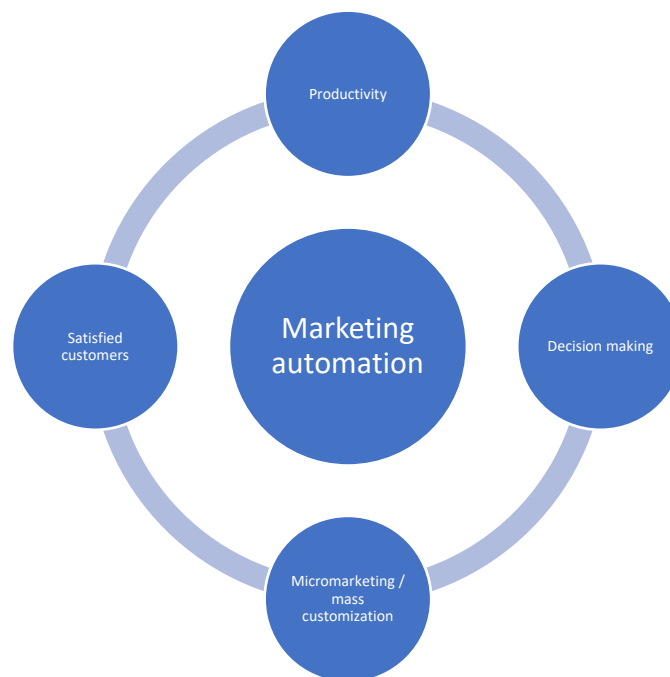 Productivity
Satisfied
customers
Marketing
automation
Decision making
Micromarketing /
mass
customization